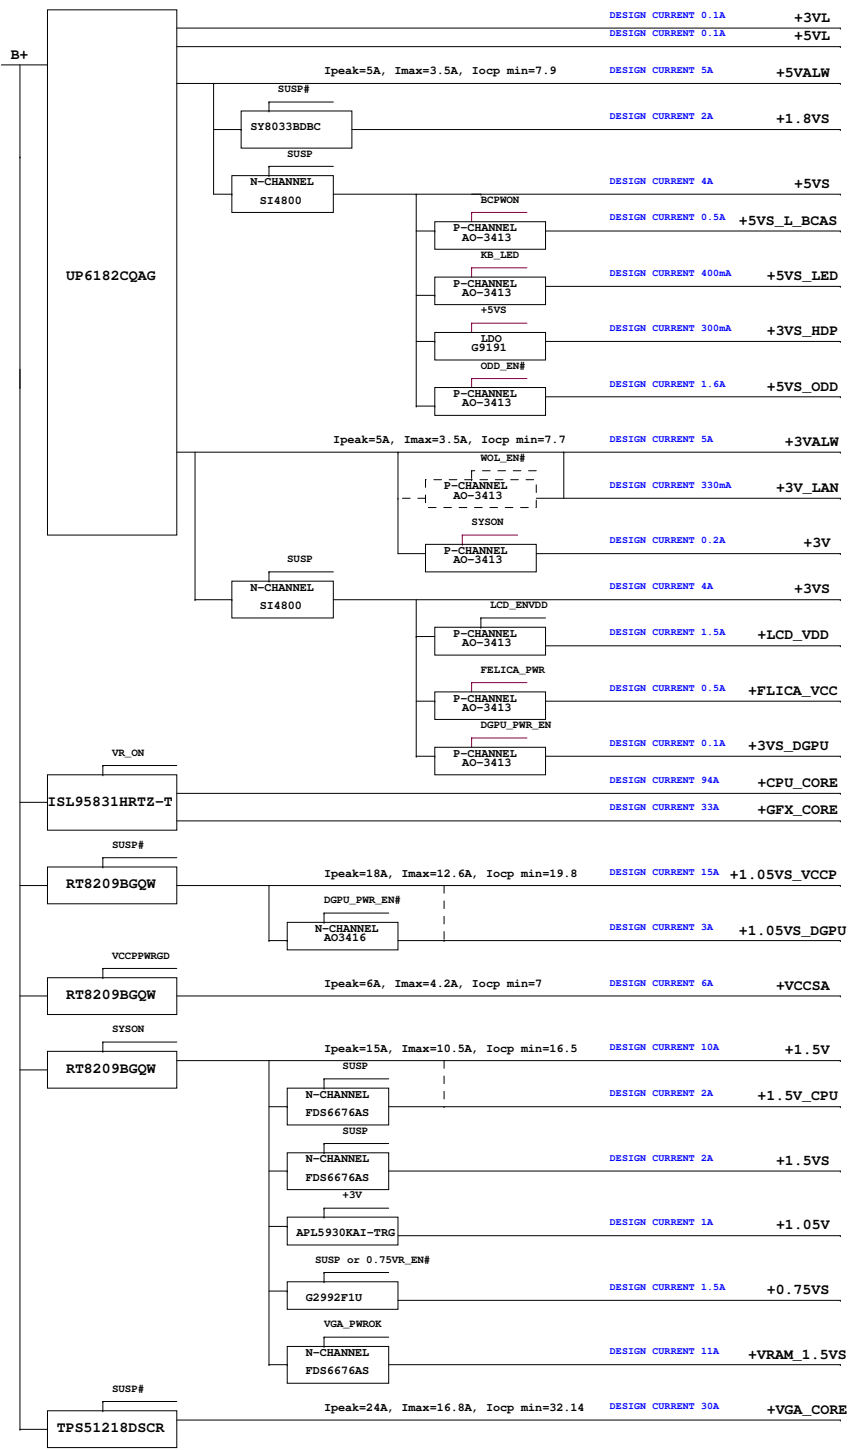 DESIGN CURRENT 0.1A +3VL
DESIGN CURRENT 0.1A +5VL
B+
Ipeak=5A, Imax=3.5A, Iocp min=7.9 DESIGN CURRENT 5A +5VALW
SUSP#
SY8033BDBC DESIGN CURRENT 2A +1.8VS
SUSP
N-CHANNEL
SI4800
DESIGN CURRENT 4A +5VS
BCPWON
P-CHANNEL
AO-3413
DESIGN CURRENT 0.5A +5VS_L_BCAS
KB_LED
P-CHANNEL
AO-3413
DESIGN CURRENT 400mA +5VS_LED
UP6182CQAG
+5VS
LDO
G9191
DESIGN CURRENT 300mA +3VS_HDP
ODD_EN#
P-CHANNEL
AO-3413
DESIGN CURRENT 1.6A +5VS_ODD
Ipeak=5A, Imax=3.5A, Iocp min=7.7 DESIGN CURRENT 5A +3VALW
WOL_EN#
P-CHANNEL
AO-3413
DESIGN CURRENT 330mA +3V_LAN
SYSON
P-CHANNEL
AO-3413
DESIGN CURRENT 0.2A +3V
SUSP
N-CHANNEL
SI4800
DESIGN CURRENT 4A +3VS
LCD_ENVDD
P-CHANNEL
AO-3413
DESIGN CURRENT 1.5A +LCD_VDD
FELICA_PWR
P-CHANNEL
AO-3413
DESIGN CURRENT 0.5A +FLICA_VCC
DGPU_PWR_EN
P-CHANNEL
AO-3413
DESIGN CURRENT 0.1A +3VS_DGPU
VR_ON
ISL95831HRTZ-T
DESIGN CURRENT 94A +CPU_CORE
DESIGN CURRENT 33A +GFX_CORE
SUSP#
RT8209BGQW
Ipeak=18A, Imax=12.6A, Iocp min=19.8 DESIGN CURRENT 15A +1.05VS_VCCP
DGPU_PWR_EN#
N-CHANNEL
AO3416
DESIGN CURRENT 3A +1.05VS_DGPU
VCCPPWRGD
RT8209BGQW
Ipeak=6A, Imax=4.2A, Iocp min=7 DESIGN CURRENT 6A +VCCSA
SYSON
RT8209BGQW
Ipeak=15A, Imax=10.5A, Iocp min=16.5 DESIGN CURRENT 10A +1.5V
SUSP
N-CHANNEL
FDS6676AS
DESIGN CURRENT 2A +1.5V_CPU
SUSP
N-CHANNEL
FDS6676AS
DESIGN CURRENT 2A +1.5VS
+3V
APL5930KAI-TRG
DESIGN CURRENT 1A +1.05V
SUSP or 0.75VR_EN#
G2992F1U
DESIGN CURRENT 1.5A +0.75VS
VGA_PWROK
N-CHANNEL
FDS6676AS
DESIGN CURRENT 11A +VRAM_1.5VS
SUSP#
TPS51218DSCR
Ipeak=24A, Imax=16.8A, Iocp min=32.14 DESIGN CURRENT 30A +VGA_CORE